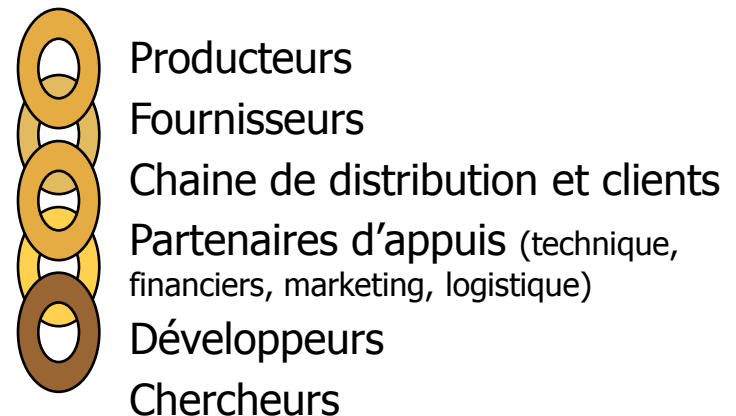 Producteurs
Fournisseurs
Chaine de distribution et clients
Partenaires d’appuis (technique,
financiers, marketing, logistique)
Développeurs
Chercheurs